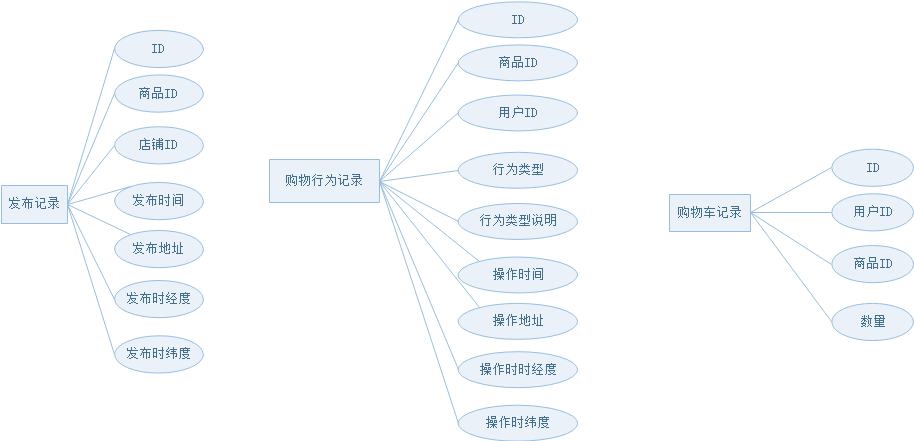 发布记录
ID
商品ID
店铺ID
发布时间
发布地址
发布时经度
发布时纬度
购物行为记录
ID
商品ID
用户ID
行为类型
行为类型说明
操作时间
操作地址
操作时时经度
操作时纬度
购物车记录
ID
用户ID
商品ID
数量